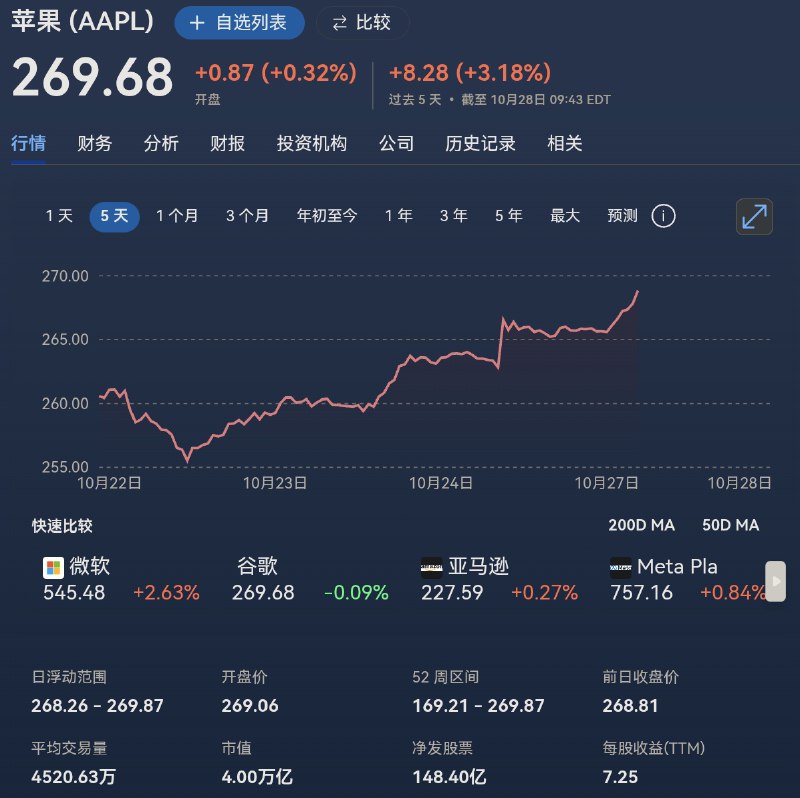 苹果 (AAPL) + 自选列表 比较
269.68 +0.87 (+0.32%) +8.28 (+3.18%)
开盘 过去 5 天 · 截至 10月28日 09:43 EDT
行情 财务 分析 财报 投资机构 公司 历史记录 相关
1 天 5 天 1 个月 3 个月 年初至今 1 年 3 年 5 年 最大 预测
270.00
265.00
260.00
255.00
10月22日 10月23日 10月24日 10月27日 10月28日
快速比较 200D MA 50D MA
微软 谷歌 亚马逊 Meta Pla
545.48 +2.63% 269.68 -0.09% 227.59 +0.27% 757.16 +0.84%
日浮动范围 开盘价 52 周区间 前日收盘价
268.26 - 269.87 269.06 169.21 - 269.87 268.81
平均交易量 市值 净发股票 每股收益(TTM)
4520.63万 4.00万亿 148.40亿 7.25